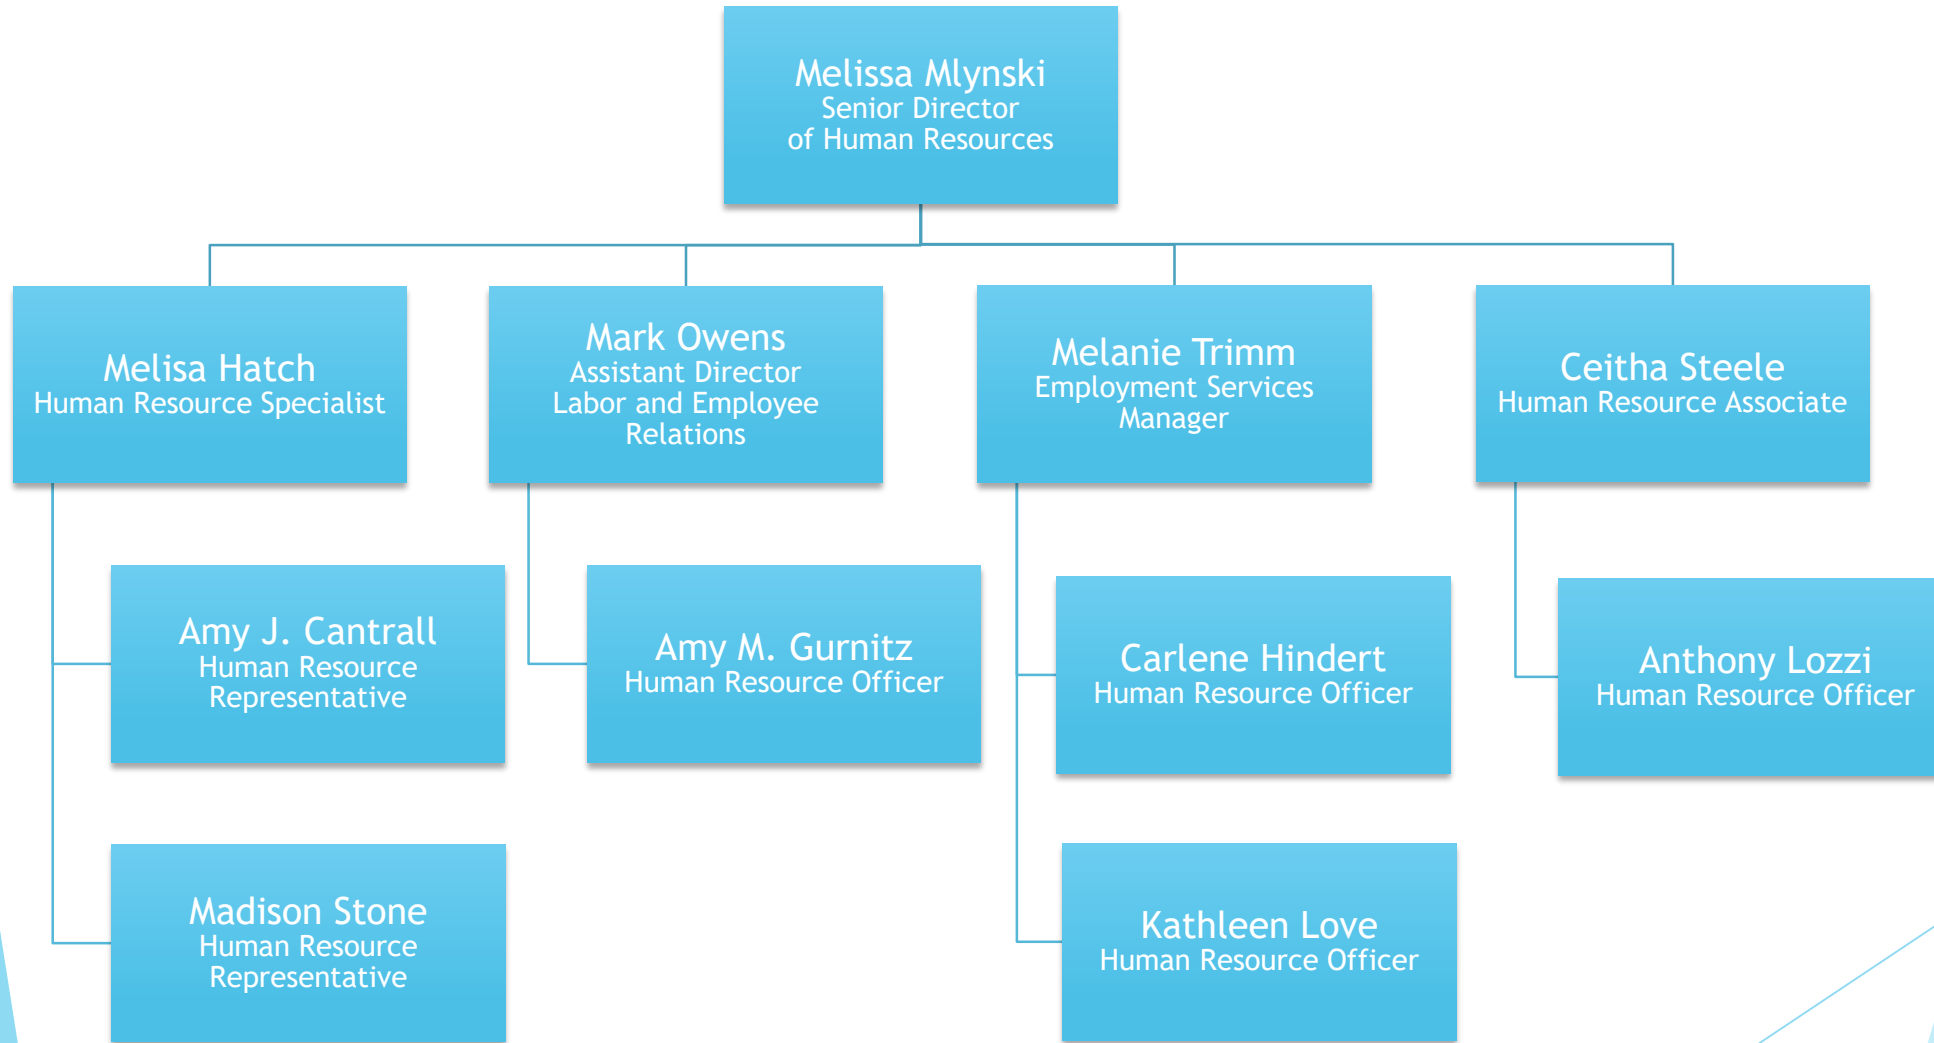 Melissa Mlynski
Senior Director
of Human Resources
Melisa Hatch
Human Resource Specialist
Mark Owens
Assistant Director
Labor and Employee
Relations
Melanie Trimm
Employment Services
Manager
Ceitha Steele
Human Resource Associate
Amy J. Cantrall
Human Resource
Representative
Amy M. Gurnitz
Human Resource Officer
Carlene Hindert
Human Resource Officer
Anthony Lozzi
Human Resource Officer
Madison Stone
Human Resource
Representative
Kathleen Love
Human Resource Officer